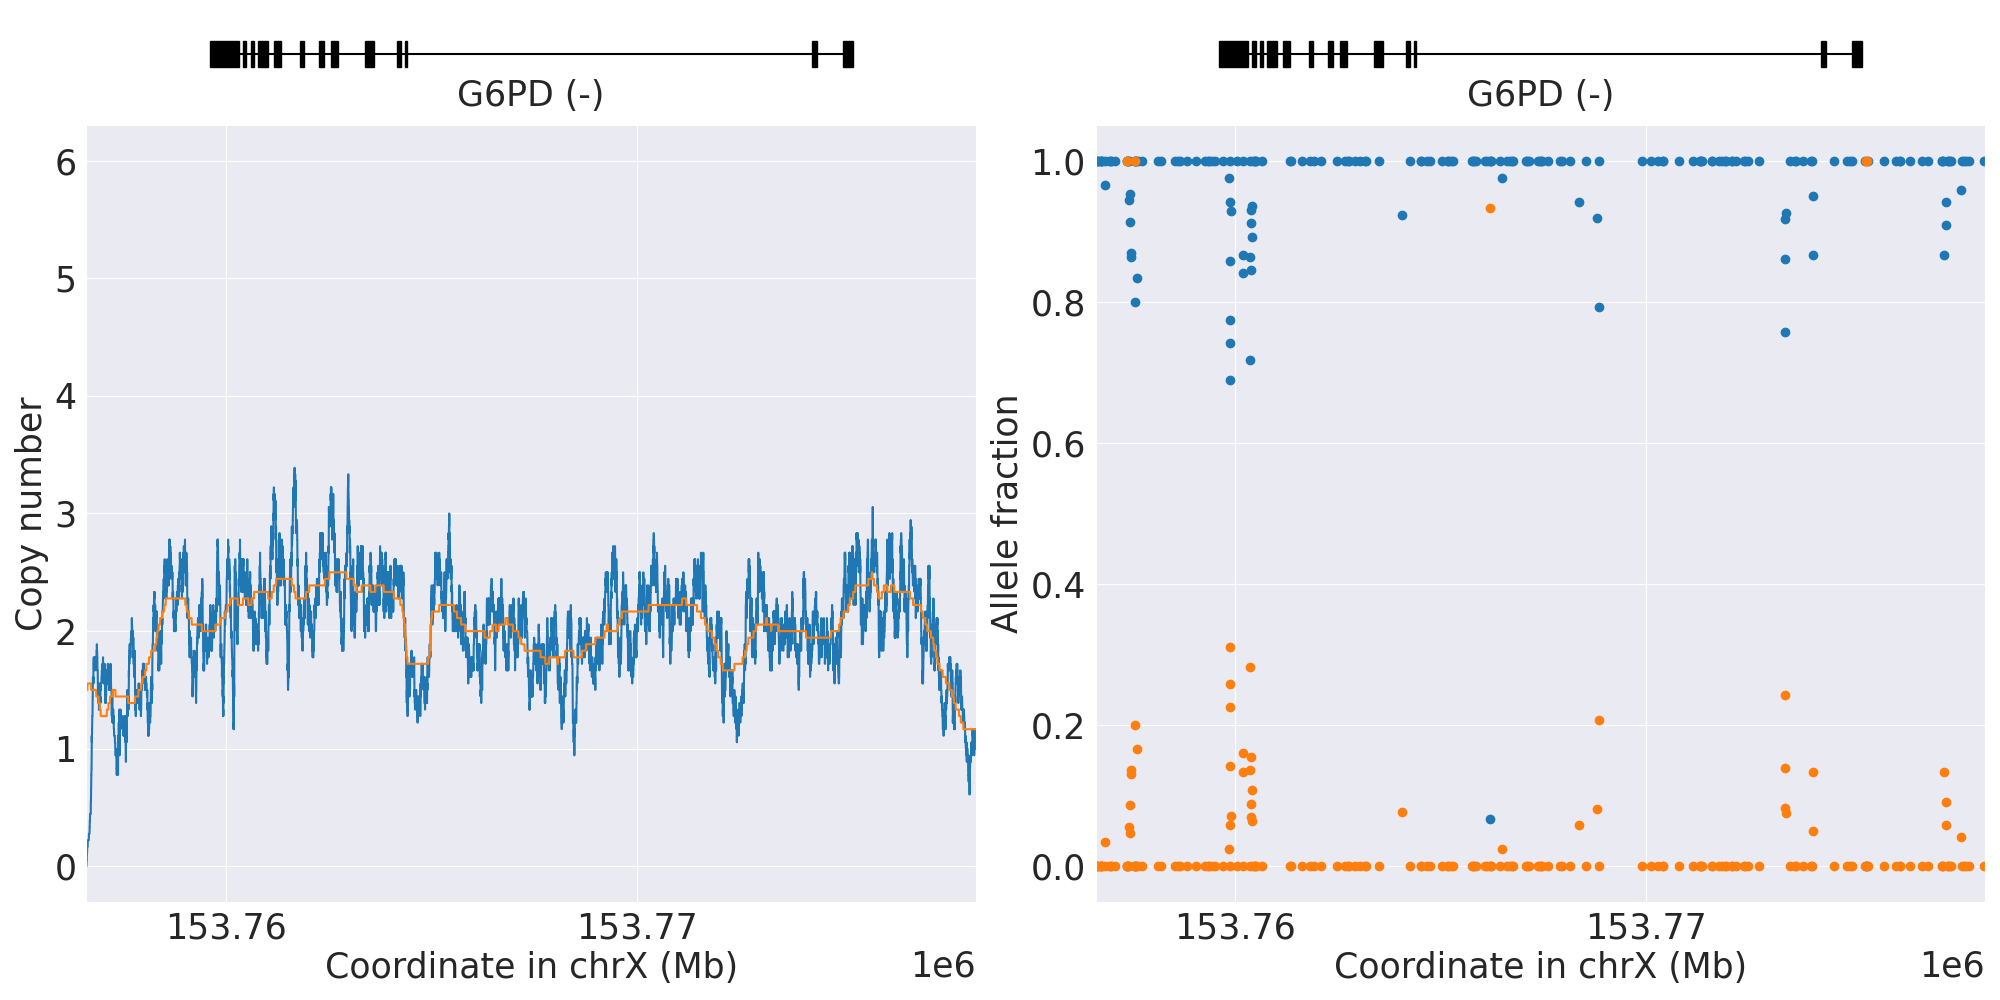 G6PD (-)
6
5
4
3
2
1
0
Copy number
153.76
153.77
Coordinate in chrX (Mb)
1e6
G6PD (-)
1.0
0.8
0.6
0.4
0.2
0.0
Allele fraction
153.76
153.77
Coordinate in chrX (Mb)
1e6